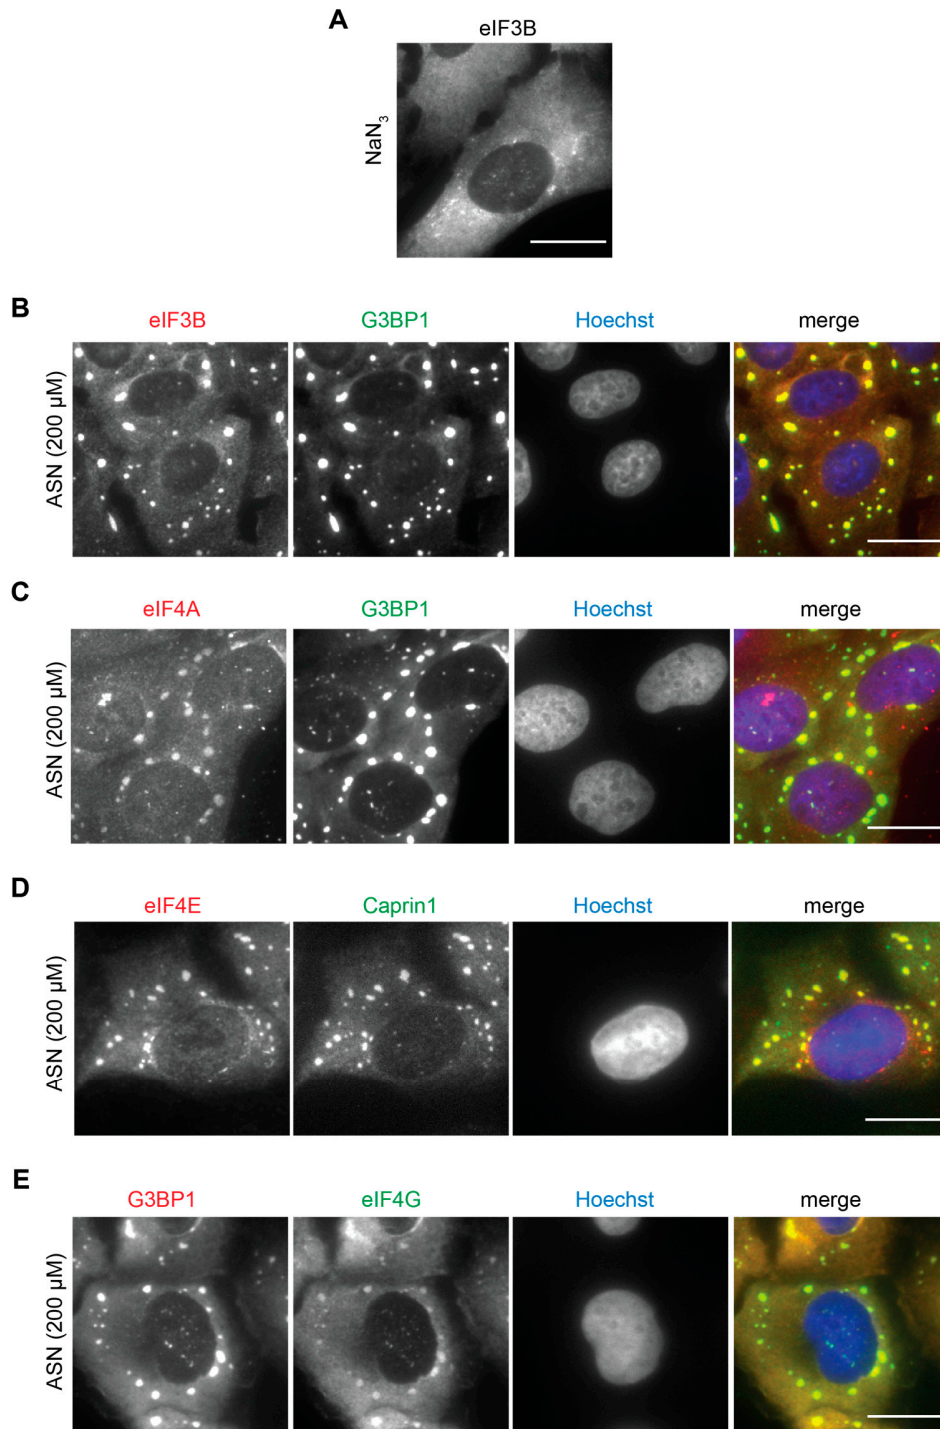 A
eIF3B
NaN₃
B
eIF3B G3BP1 Hoechst merge
ASN (200 µM)
C
eIF4A G3BP1 Hoechst merge
ASN (200 µM)
D
eIF4E Caprin1 Hoechst merge
ASN (200 µM)
E
G3BP1 eIF4G Hoechst merge
ASN (200 µM)